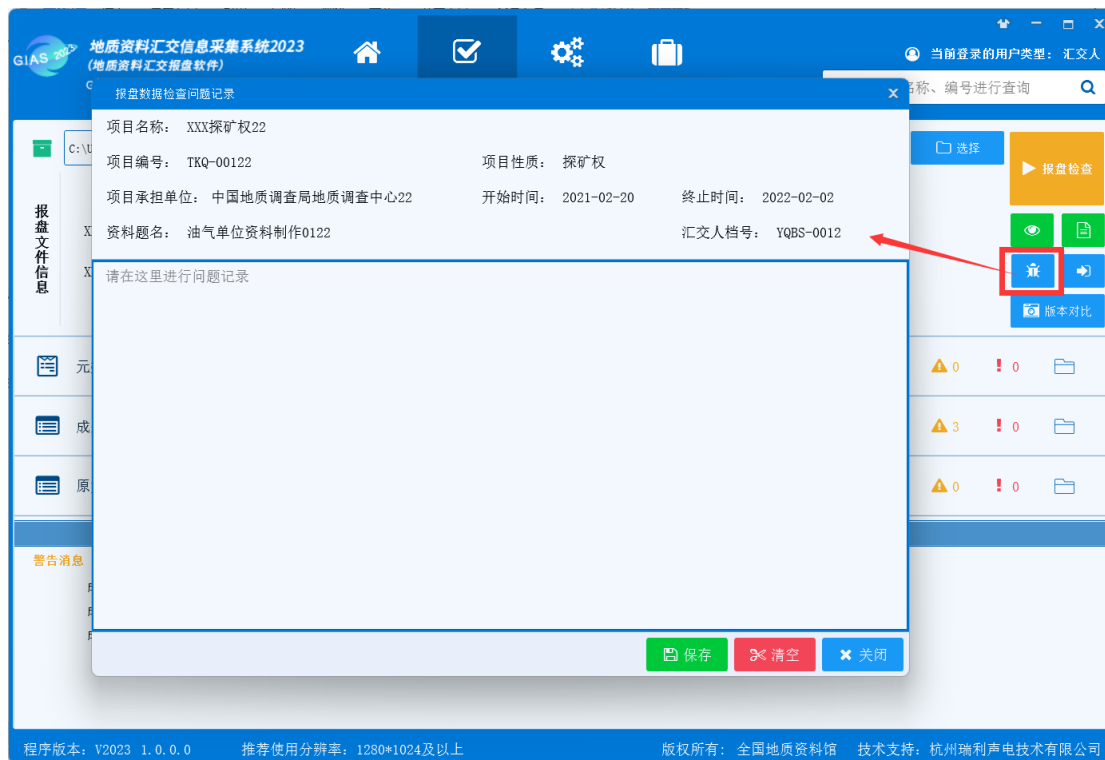 GIAS 2023
地质资料汇交信息采集系统2023
(地质资料汇交报盘软件)
当前登录的用户类型: 汇交人
称、编号进行查询
报盘数据检查问题记录
项目名称: XXX探矿权22
项目编号: TKQ-00122
项目性质: 探矿权
项目承担单位: 中国地质调查局地质调查中心22
开始时间: 2021-02-20
终止时间: 2022-02-02
资料题名: 油气单位资料制作0122
汇交人档号: YQBS-0012
请在这里进行问题记录
C:\U
选择
报盘检查
报盘文件信息
X
X
版本对比
元
0
0
成
3
0
原
0
0
警告消息
保存
清空
关闭
程序版本: V2023 1.0.0.0
推荐使用分辨率: 1280*1024及以上
版权所有: 全国地质资料馆
技术支持: 杭州瑞利声电技术有限公司